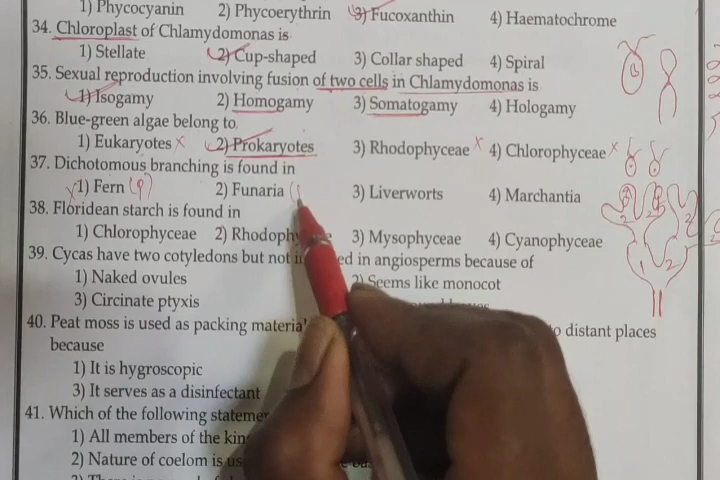 1) Phycocyanin 2) Phycoerythrin 3) Fucoxanthin 4) Haematochrome
34. Chloroplast of Chlamydomonas is
1) Stellate 2) Cup-shaped 3) Collar shaped 4) Spiral
35. Sexual reproduction involving fusion of two cells in Chlamydomonas is
1) Isogamy 2) Homogamy 3) Somatogamy 4) Hologamy
36. Blue-green algae belong to
1) Eukaryotes 2) Prokaryotes 3) Rhodophyceae 4) Chlorophyceae
37. Dichotomous branching is found in
1) Fern 2) Funaria 3) Liverworts 4) Marchantia
38. Floridean starch is found in
1) Chlorophyceae 2) 3) Mysophyceae 4) Cyanophyceae
39. Cycas have two cotyledons but not in angiosperms because of
1) Naked ovules 2) Seems like monocot
3) Circinate ptyxis
40. Peat moss is used as packing to distant places
because
1) It is hygroscopic
3) It serves as a disinfectant
41. Which of the following
1) All members of the
2) Nature of coelom is